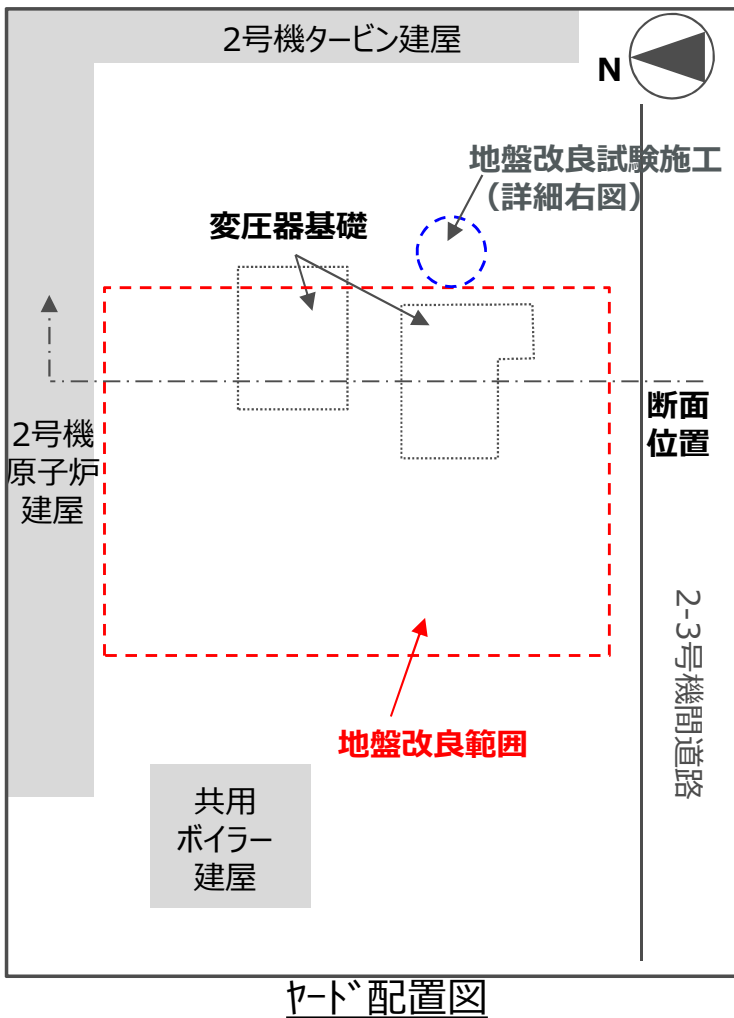 2号機タービン建屋
N
地盤改良試験施工
（詳細右図）
変圧器基礎
断面
位置
2号機
原子炉
建屋
2-3号機間道路
地盤改良範囲
共用
ボイラー
建屋
ﾔｰﾄﾞ配置図